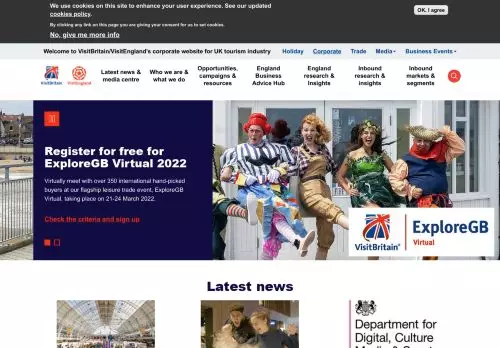 We use cookies on this site to enhance your user experience. See our updated
cookies policy.
By clicking any link on this page you are giving your consent for us to set cookies.
No, give me more info
OK, I agree
Welcome to VisitBritain/VisitEngland's corporate website for UK tourism industry
Holiday
Corporate
Trade
Media
Business Events
VisitBritain
VisitEngland
Latest news &
media centre
Who we are &
what we do
Opportunities,
campaigns &
resources
England
Business
Advice Hub
England
research &
insights
Inbound
research &
insights
Inbound
markets &
segments
Register for free for
ExploreGB Virtual 2022
Virtually meet with over 350 international hand-picked
buyers at our flagship leisure trade event, ExploreGB
Virtual, taking place on 21-24 March 2022.
Check the criteria and sign up
VisitBritain
ExploreGB
Virtual
Latest news
Department for
Digital, Culture